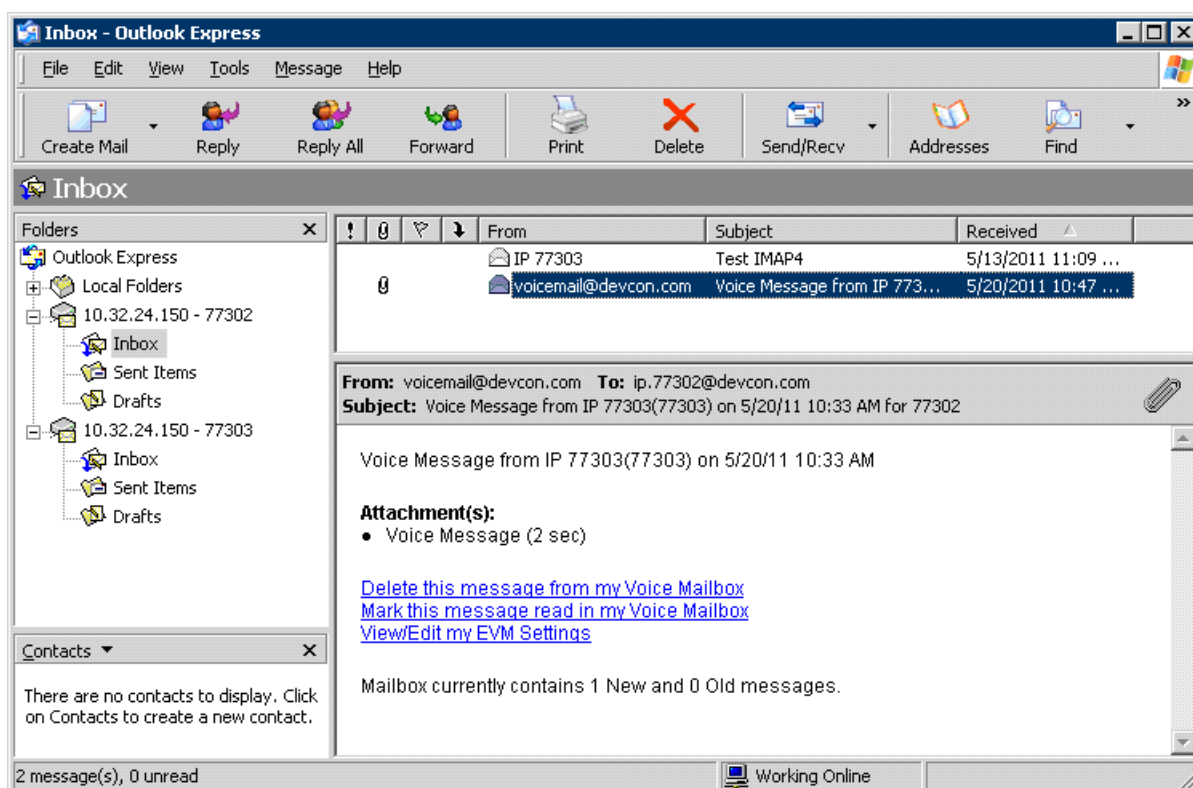 Inbox - Outlook Express
File Edit View Tools Message Help
Create Mail Reply Reply All Forward Print Delete Send/Recv Addresses Find »
Inbox
Folders X
Outlook Express
Local Folders
10.32.24.150 - 77302
Inbox
Sent Items
Drafts
10.32.24.150 - 77303
Inbox
Sent Items
Drafts
Contacts X
There are no contacts to display. Click
on Contacts to create a new contact.
! From Subject Received
IP 77303 Test IMAP4 5/13/2011 11:09 ...
voicemail@devcon.com Voice Message from IP 773... 5/20/2011 10:47 ...
From: voicemail@devcon.com To: ip.77302@devcon.com
Subject: Voice Message from IP 77303(77303) on 5/20/11 10:33 AM for 77302
Voice Message from IP 77303(77303) on 5/20/11 10:33 AM
Attachment(s):
• Voice Message (2 sec)
Delete this message from my Voice Mailbox
Mark this message read in my Voice Mailbox
View/Edit my EVM Settings
Mailbox currently contains 1 New and 0 Old messages.
2 message(s), 0 unread Working Online